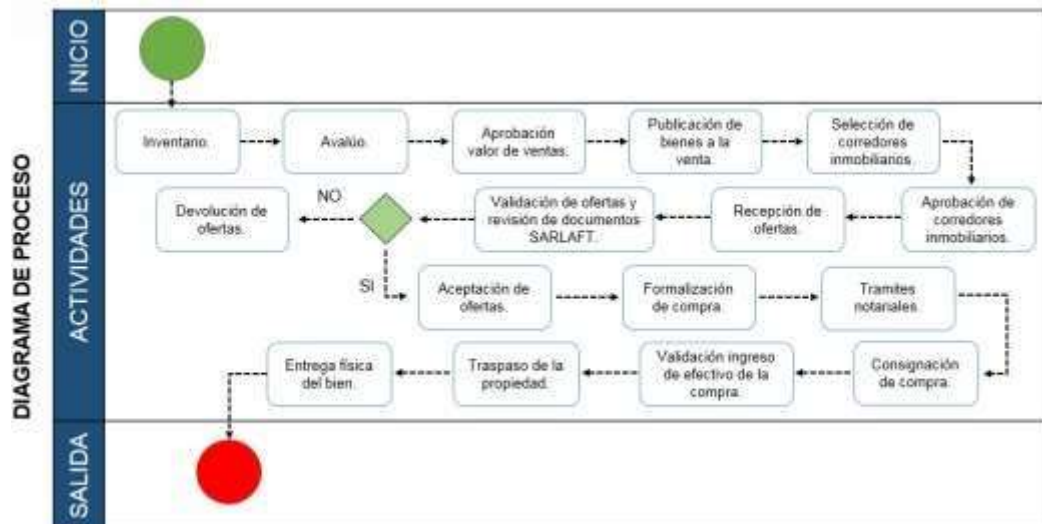 DIAGRAMA DE PROCESO
INICIO
ACTIVIDADES
Inventario.
Avalúo.
Aprobación
valor de ventas.
Publicación de
bienes a la
venta.
Selección de
corredores
inmobiliarios.
Devolución de
ofertas.
NO
Validación de ofertas y
revisión de documentos
SARLAFT.
Recepción de
ofertas.
Aprobación de
corredores
inmobiliarios.
SI
Aceptación de
ofertas.
Formalización
de compra.
Tramites
notariales.
Entrega física
del bien.
Traspaso de la
propiedad.
Validación ingreso
de efectivo de la
compra.
Consignación
de compra.
SALIDA